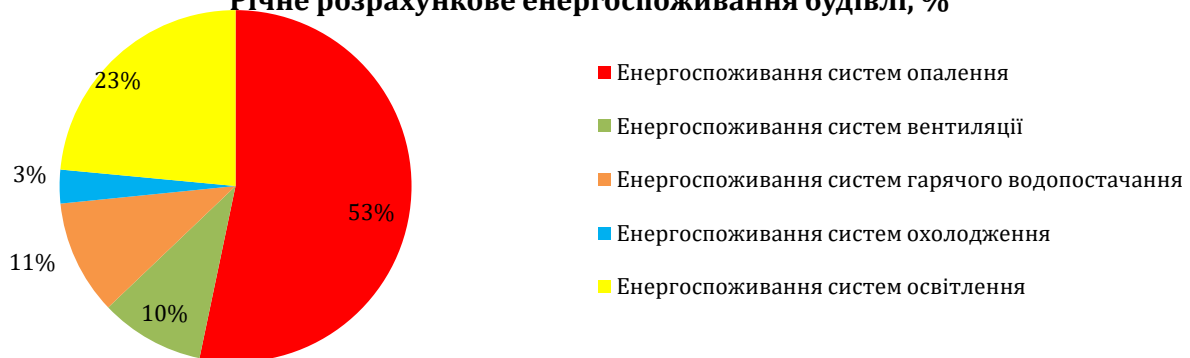 Річне розрахункове енергоспоживання будівлі, %
23%
3%
53%
11%
10%
Енергоспоживання систем опалення
Енергоспоживання систем вентиляції
Енергоспоживання систем гарячого водопостачання
Енергоспоживання систем охолодження
Енергоспоживання систем освітлення